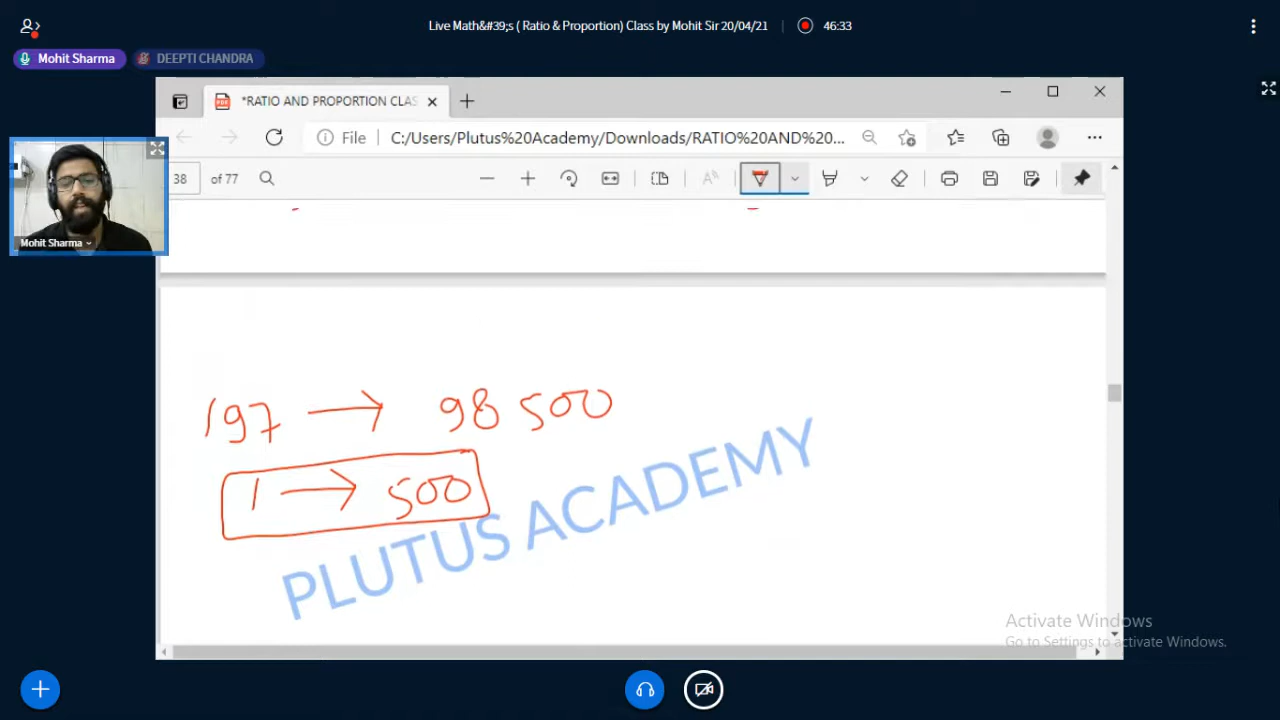 Live Math&#39;s ( Ratio & Proportion) Class by Mohit Sir 20/04/21
46:33
Mohit Sharma
DEEPTI CHANDRA
*RATIO AND PROPORTION CLAS
File
C:/Users/Plutus%20Academy/Downloads/RATIO%20AND%20...
38 of 77
Mohit Sharma
197 → 98500
1 → 500
PLUTUS ACADEMY
Activate Windows
Go to Settings to activate Windows.